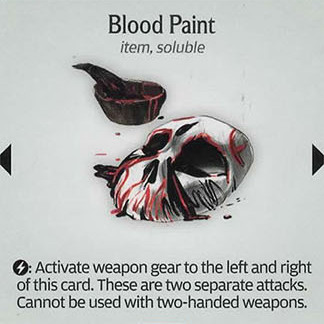 Blood Paint
item, soluble
: Activate weapon gear to the left and right
of this card. These are two separate attacks.
Cannot be used with two-handed weapons.